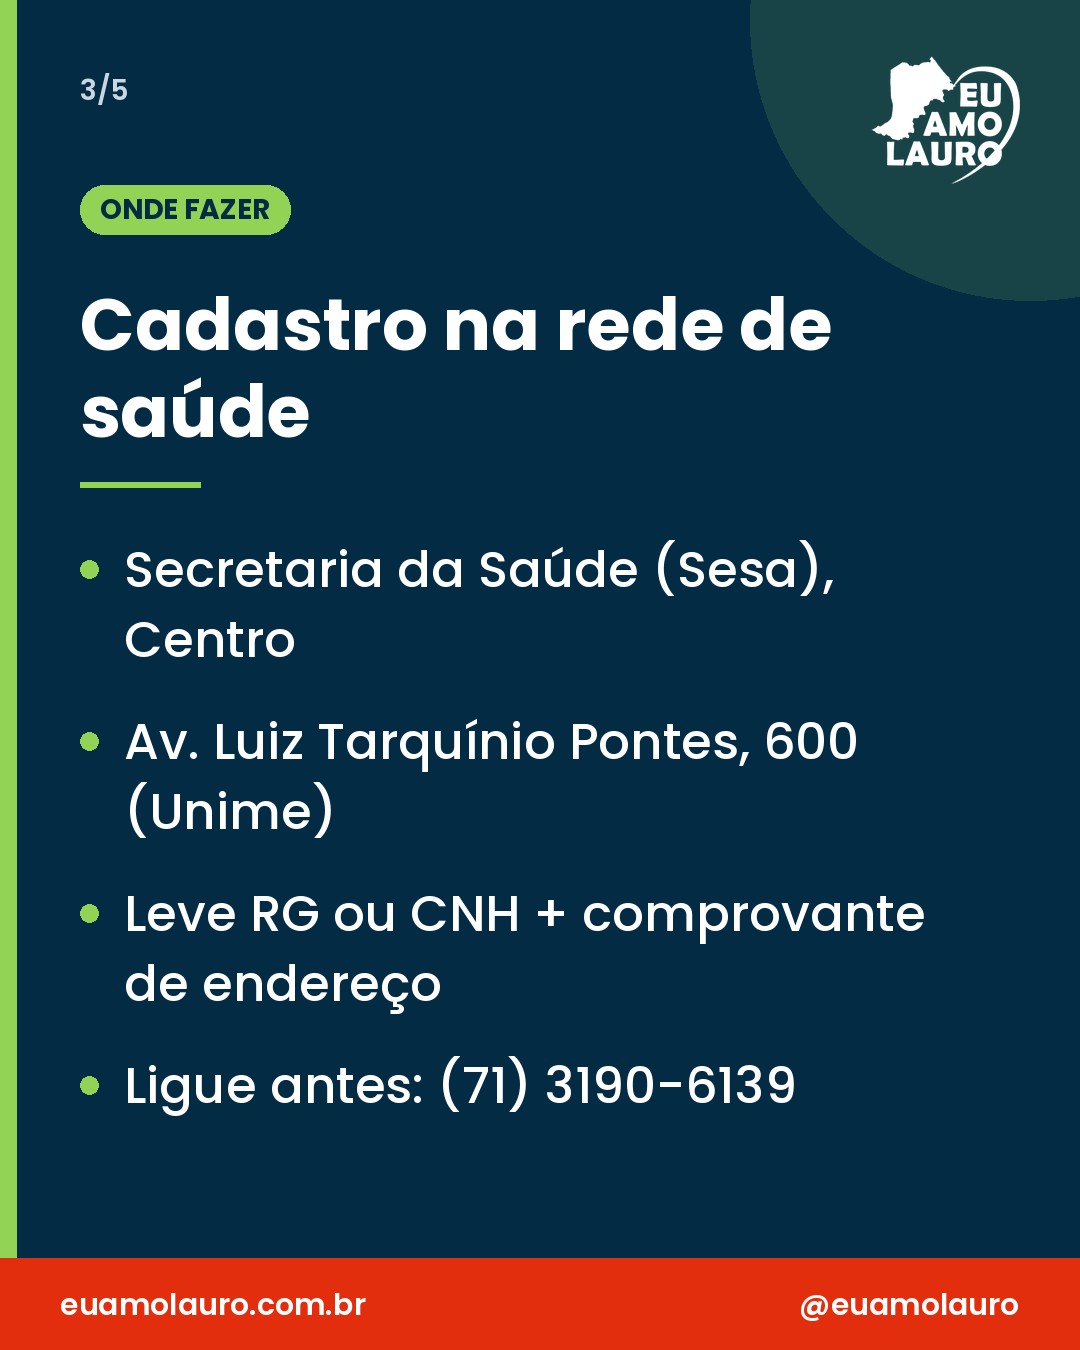 3/5
EU
AMO
LAURO
ONDE FAZER
Cadastro na rede de
saúde
Secretaria da Saúde (Sesa),
Centro
Av. Luiz Tarquínio Pontes, 600
(Unime)
Leve RG ou CNH + comprovante
de endereço
Ligue antes: (71) 3190-6139
euamolauro.com.br
@euamolauro